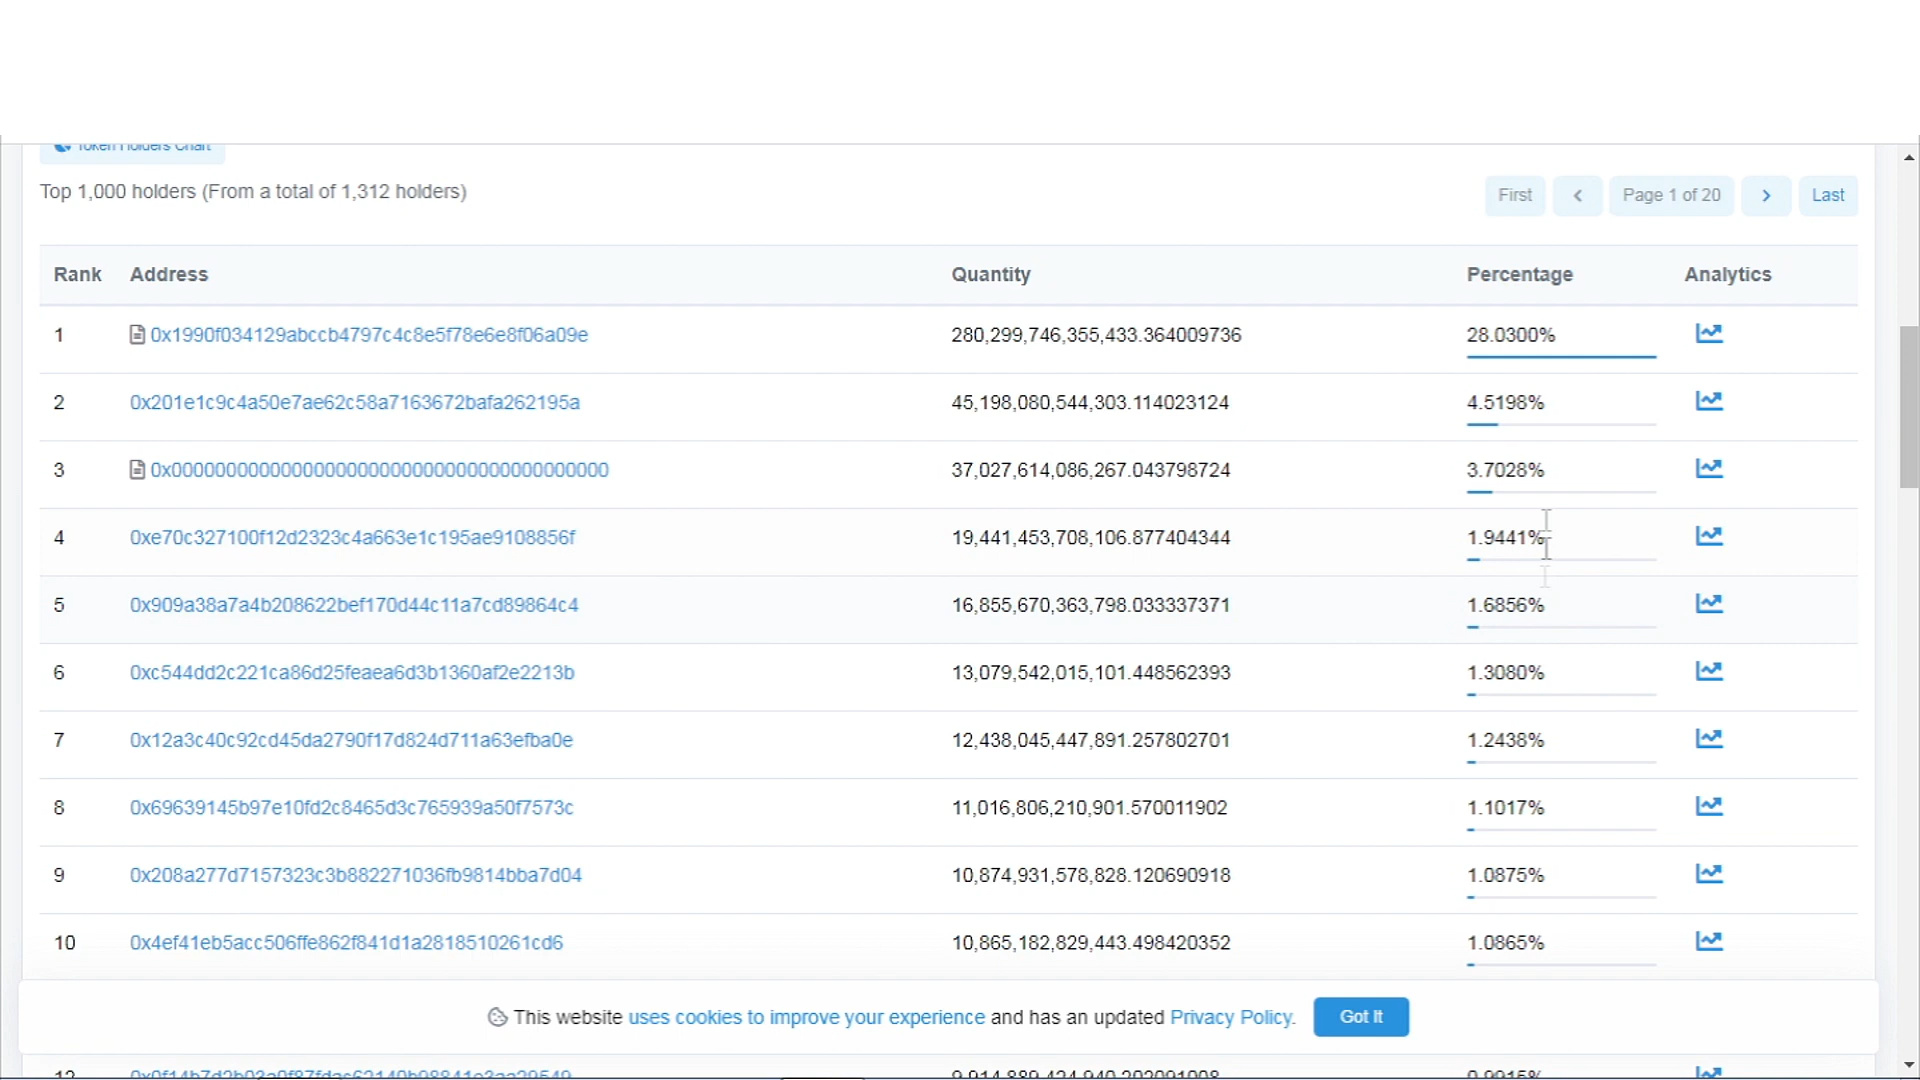 Token Holders Chart
Top 1,000 holders (From a total of 1,312 holders)
First
Page 1 of 20
Last
Rank Address Quantity Percentage Analytics
1 0x1990f034129abccb4797c4c8e5f78e6e8f06a09e 280,299,746,355,433.364009736 28.0300%
2 0x201e1c9c4a50e7ae62c58a7163672bafa262195a 45,198,080,544,303.114023124 4.5198%
3 0x0000000000000000000000000000000000000000 37,027,614,086,267.043798724 3.7028%
4 0xe70c327100f12d2323c4a663e1c195ae9108856f 19,441,453,708,106.877404344 1.9441%
5 0x909a38a7a4b208622bef170d44c11a7cd89864c4 16,855,670,363,798.033337371 1.6856%
6 0xc544dd2c221ca86d25feaea6d3b1360af2e2213b 13,079,542,015,101.448562393 1.3080%
7 0x12a3c40c92cd45da2790f17d824d711a63efba0e 12,438,045,447,891.257802701 1.2438%
8 0x69639145b97e10fd2c8465d3c765939a50f7573c 11,016,806,210,901.570011902 1.1017%
9 0x208a277d7157323c3b882271036fb9814bba7d04 10,874,931,578,828.120690918 1.0875%
10 0x4ef41eb5acc506ffe862f841d1a2818510261cd6 10,865,182,829,443.498420352 1.0865%
This website uses cookies to improve your experience and has an updated Privacy Policy.
Got It